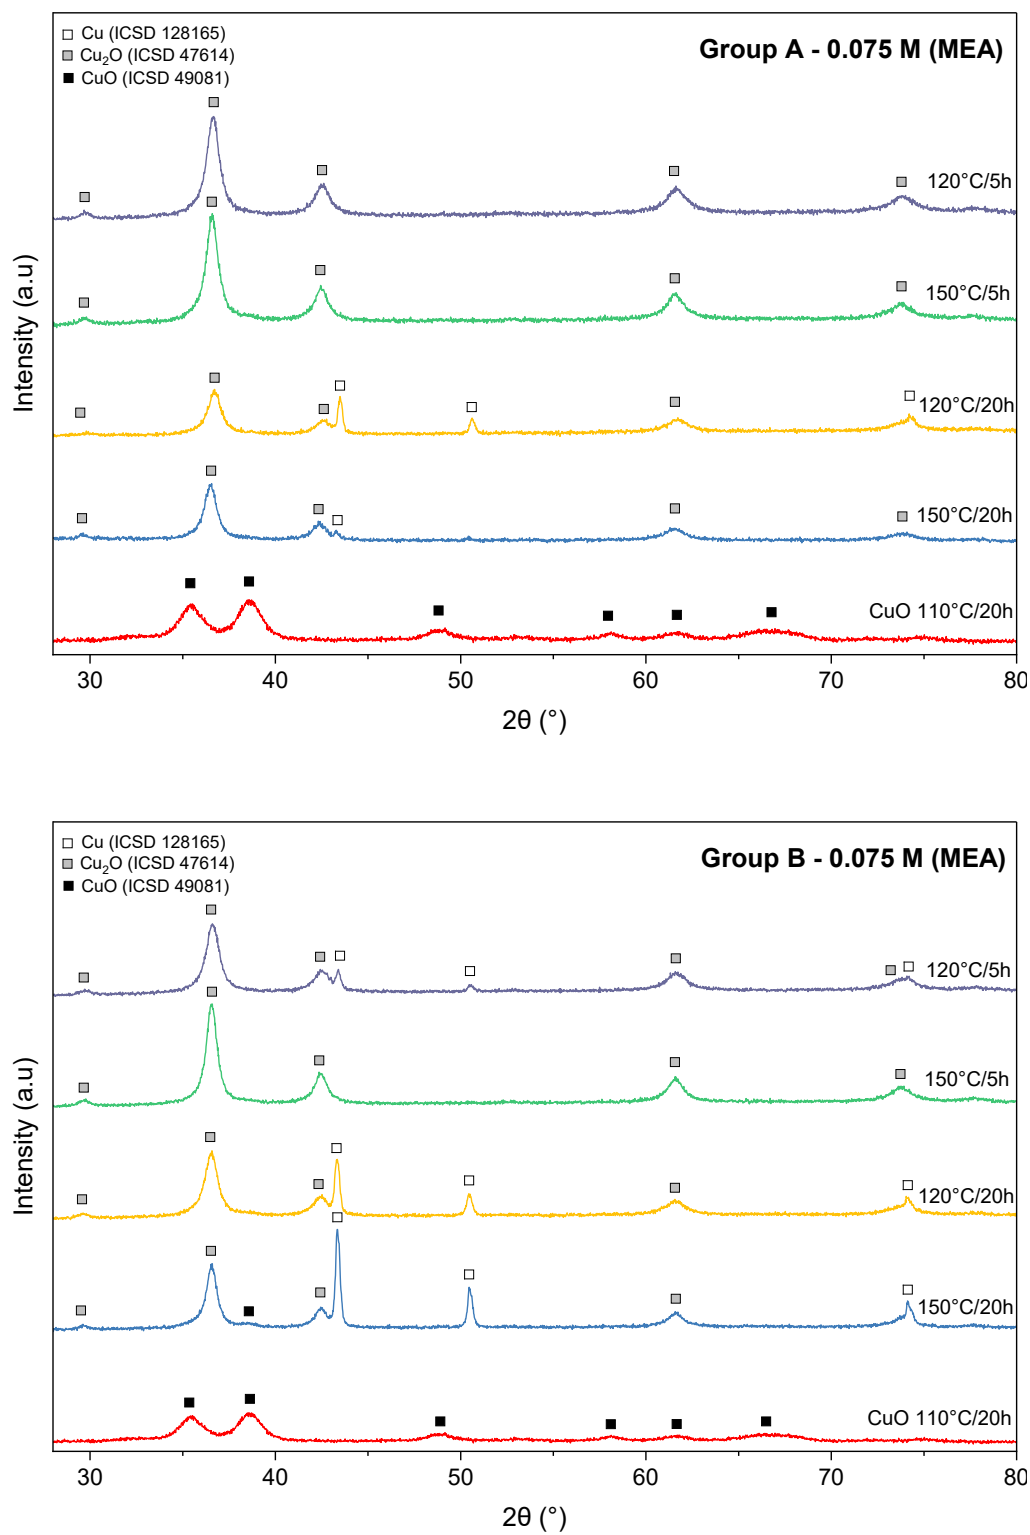 Cu (ICSD 128165)
Cu₂O (ICSD 47614)
CuO (ICSD 49081)
Group A - 0.075 M (MEA)
120°C/5h
150°C/5h
120°C/20h
150°C/20h
CuO 110°C/20h
Intensity (a.u)
30 40 50 60 70 80
2θ (°)
Cu (ICSD 128165)
Cu₂O (ICSD 47614)
CuO (ICSD 49081)
Group B - 0.075 M (MEA)
120°C/5h
150°C/5h
120°C/20h
150°C/20h
CuO 110°C/20h
Intensity (a.u)
30 40 50 60 70 80
2θ (°)